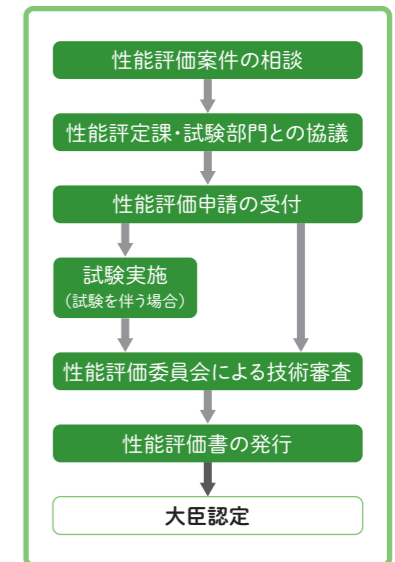 性能評価案件の相談
性能評定課・試験部門との協議
性能評価申請の受付
試験実施
（試験を伴う場合）
性能評価委員会による技術審査
性能評価書の発行
大臣認定